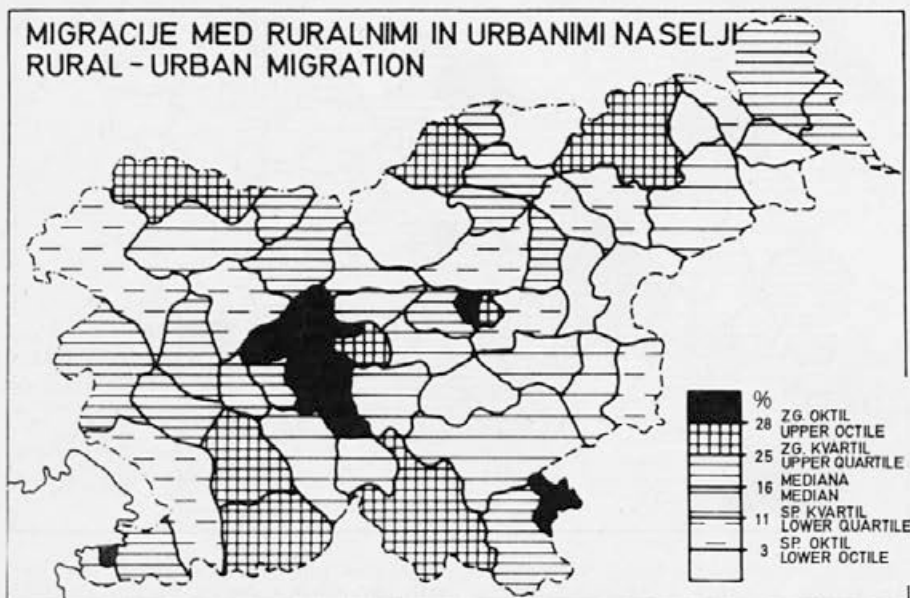 MIGRACIJE MED RURALNIMI IN URBANIMI NASELJI
RURAL-URBAN MIGRATION
%
28 ZG. OKTIL
UPPER OCTILE
ZG. KVARTIL
25 UPPER QUARTILE
16 MEDIANA
MEDIAN
SP. KVARTIL
11 LOWER QUARTILE
SP. OKTIL
3 LOWER OCTILE